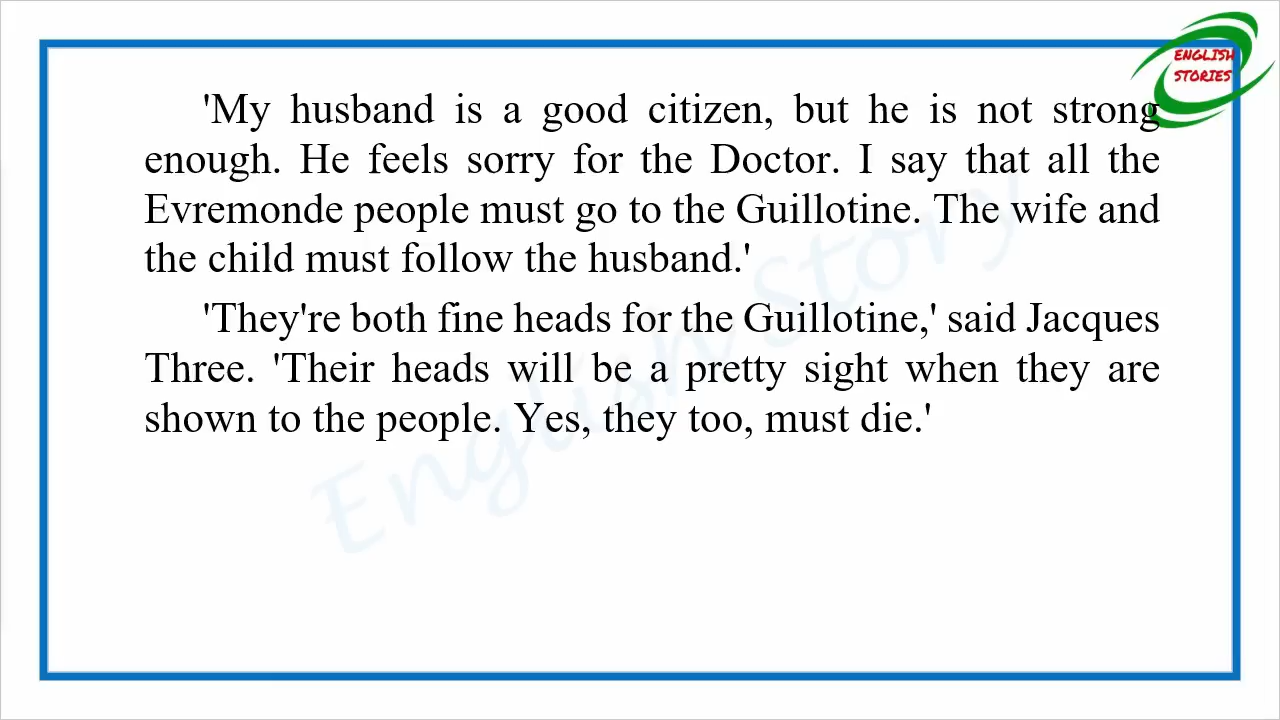 ENGLISH
STORIES
'My husband is a good citizen, but he is not strong
enough. He feels sorry for the Doctor. I say that all the
Evremonde people must go to the Guillotine. The wife and
the child must follow the husband.'
'They're both fine heads for the Guillotine,' said Jacques
Three. 'Their heads will be a pretty sight when they are
shown to the people. Yes, they too, must die.'
English Story